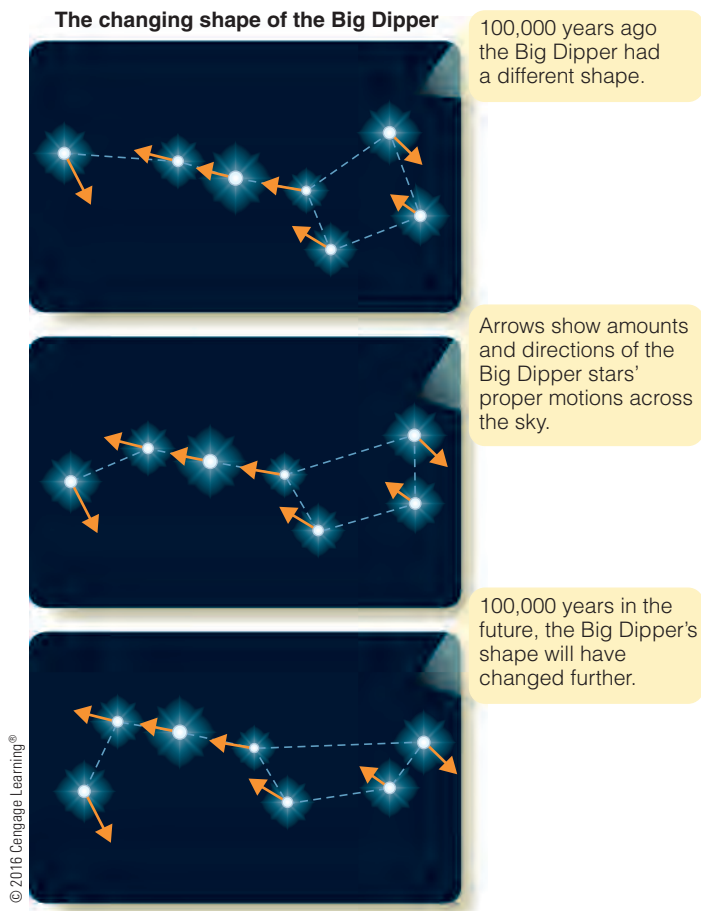 The changing shape of the Big Dipper
100,000 years ago
the Big Dipper had
a different shape.
Arrows show amounts
and directions of the
Big Dipper stars’
proper motions across
the sky.
100,000 years in the
future, the Big Dipper’s
shape will have
changed further.
© 2016 Cengage Learning®